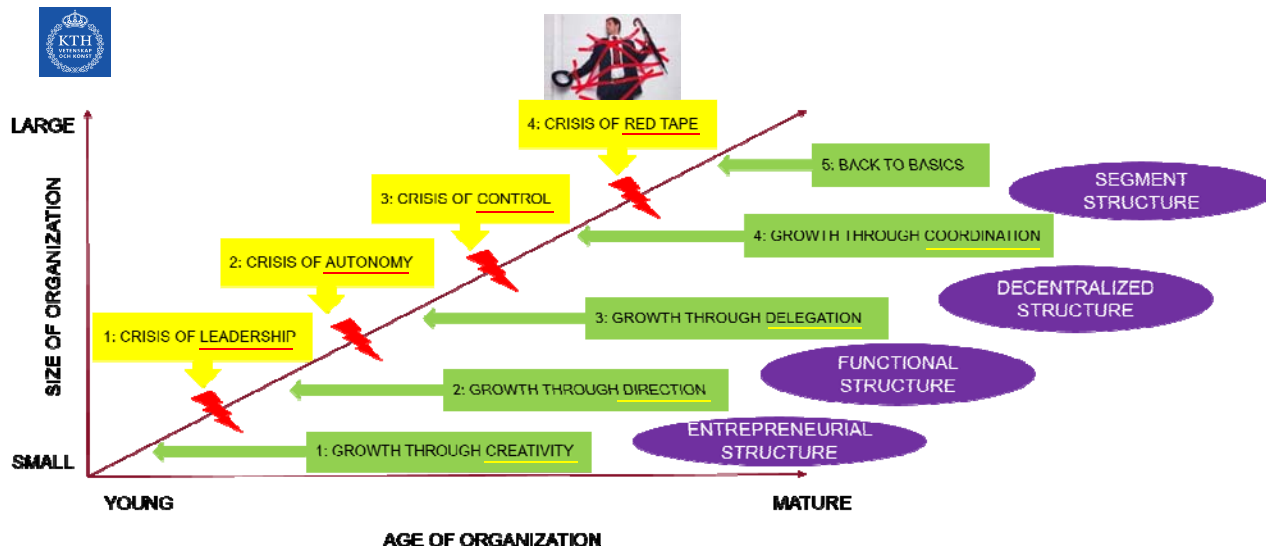 KTH
VETENSKAP
OCH KONST
LARGE
4: CRISIS OF RED TAPE
5: BACK TO BASICS
SEGMENT
STRUCTURE
3: CRISIS OF CONTROL
4: GROWTH THROUGH COORDINATION
2: CRISIS OF AUTONOMY
DECENTRALIZED
STRUCTURE
SIZE OF ORGANIZATION
1: CRISIS OF LEADERSHIP
3: GROWTH THROUGH DELEGATION
FUNCTIONAL
STRUCTURE
2: GROWTH THROUGH DIRECTION
ENTREPRENEURIAL
STRUCTURE
1: GROWTH THROUGH CREATIVITY
SMALL
YOUNG
MATURE
AGE OF ORGANIZATION